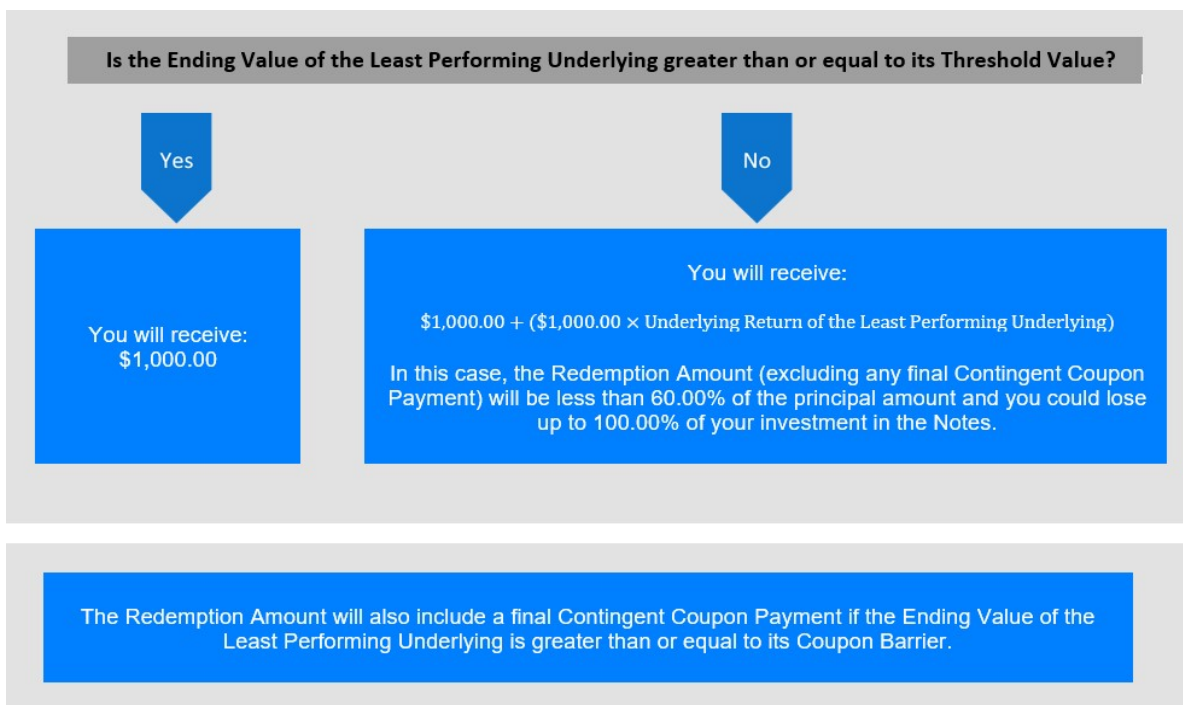 Is the Ending Value of the Least Performing Underlying greater than or equal to its Threshold Value?
Yes
No
You will receive:
$1,000.00
You will receive:
$1,000.00 + ($1,000.00 × Underlying Return of the Least Performing Underlying)
In this case, the Redemption Amount (excluding any final Contingent Coupon
Payment) will be less than 60.00% of the principal amount and you could lose
up to 100.00% of your investment in the Notes.
The Redemption Amount will also include a final Contingent Coupon Payment if the Ending Value of the
Least Performing Underlying is greater than or equal to its Coupon Barrier.